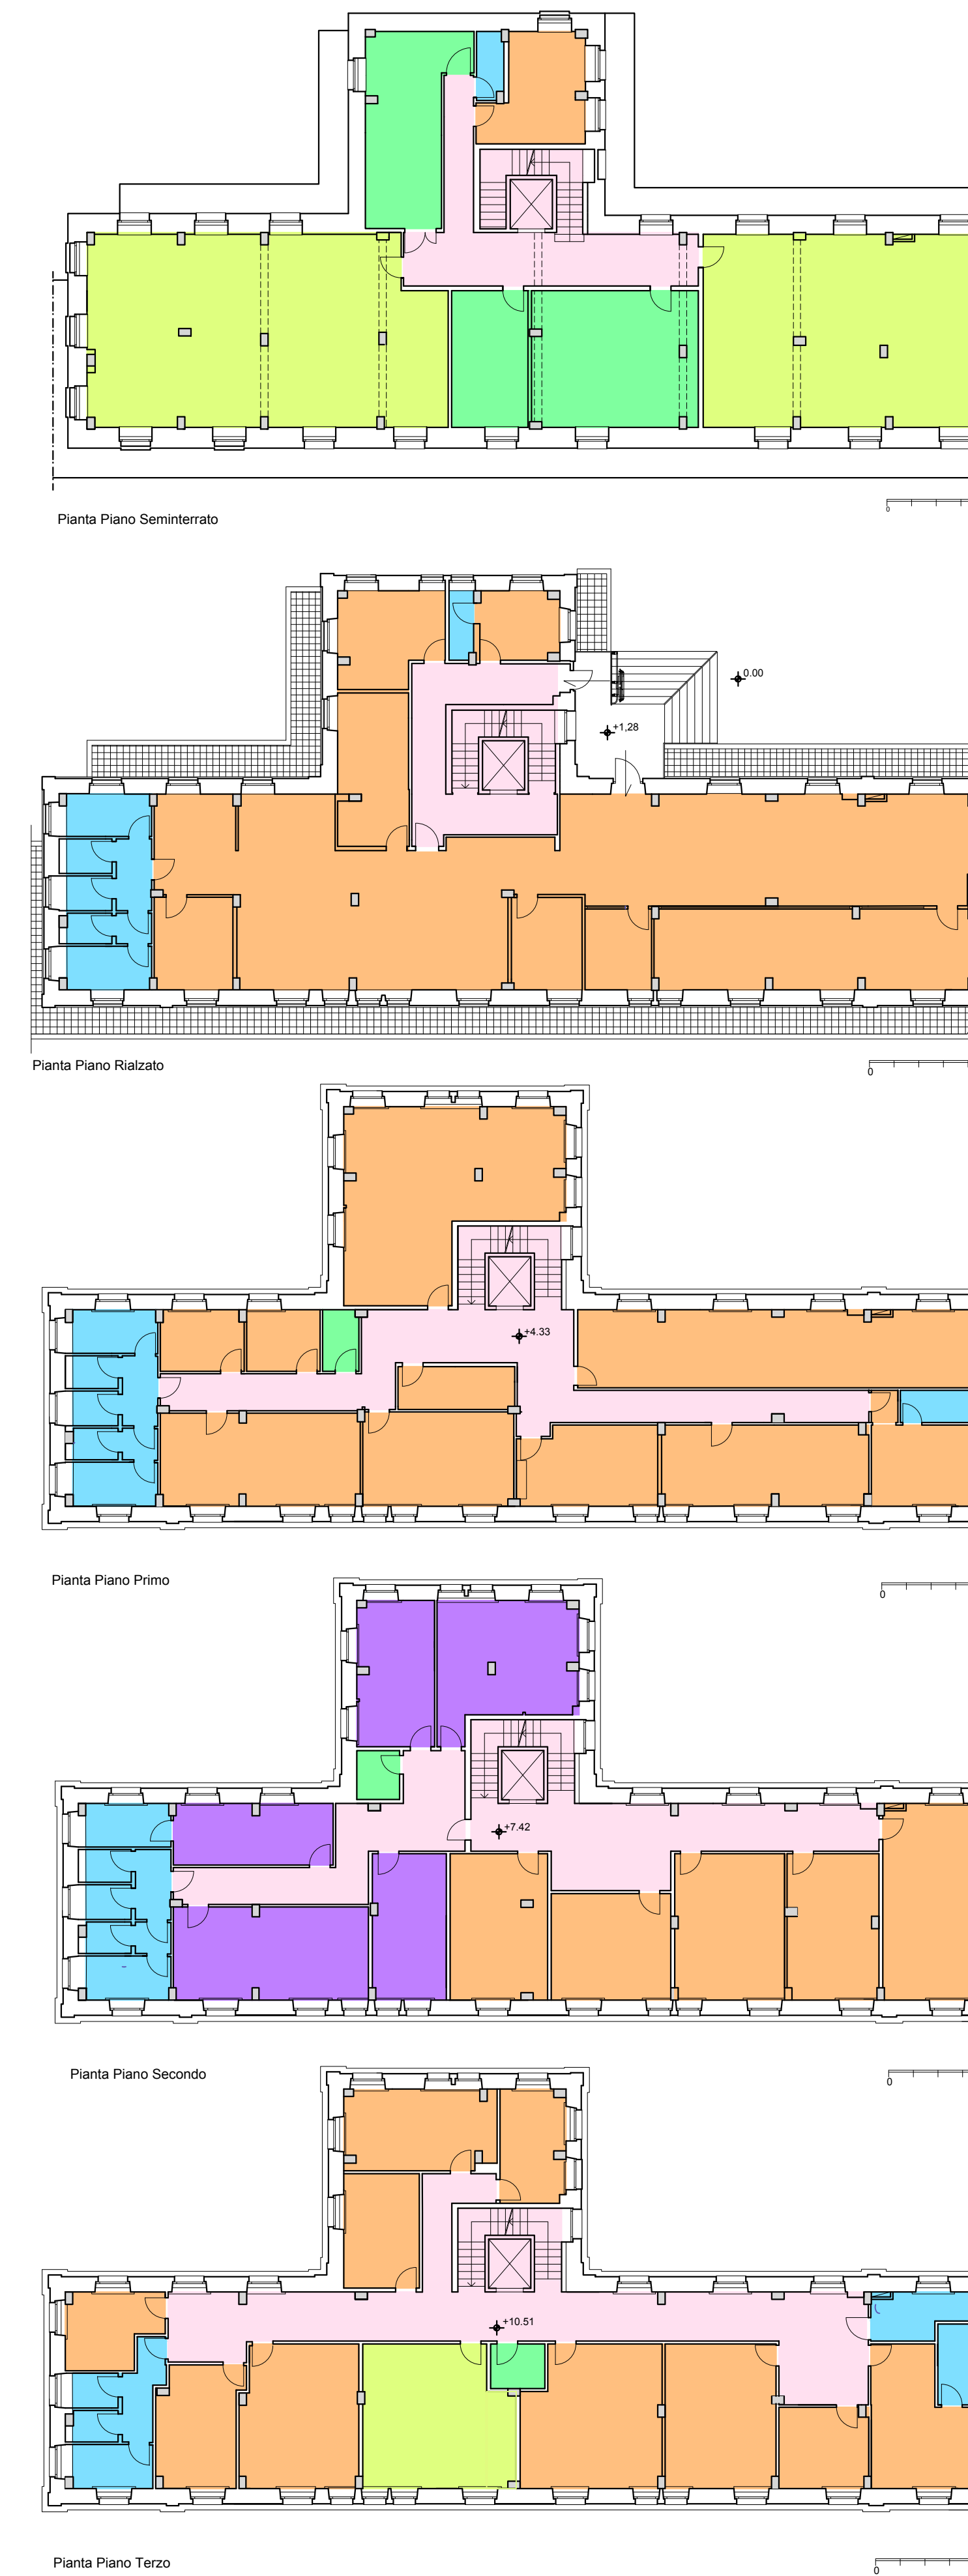 0
Pianta Piano Seminterrato
0.00
+1,28
Pianta Piano Rialzato
0
+4.33
Pianta Piano Primo
0
+7.42
Pianta Piano Secondo
0
+10.51
Pianta Piano Terzo
0